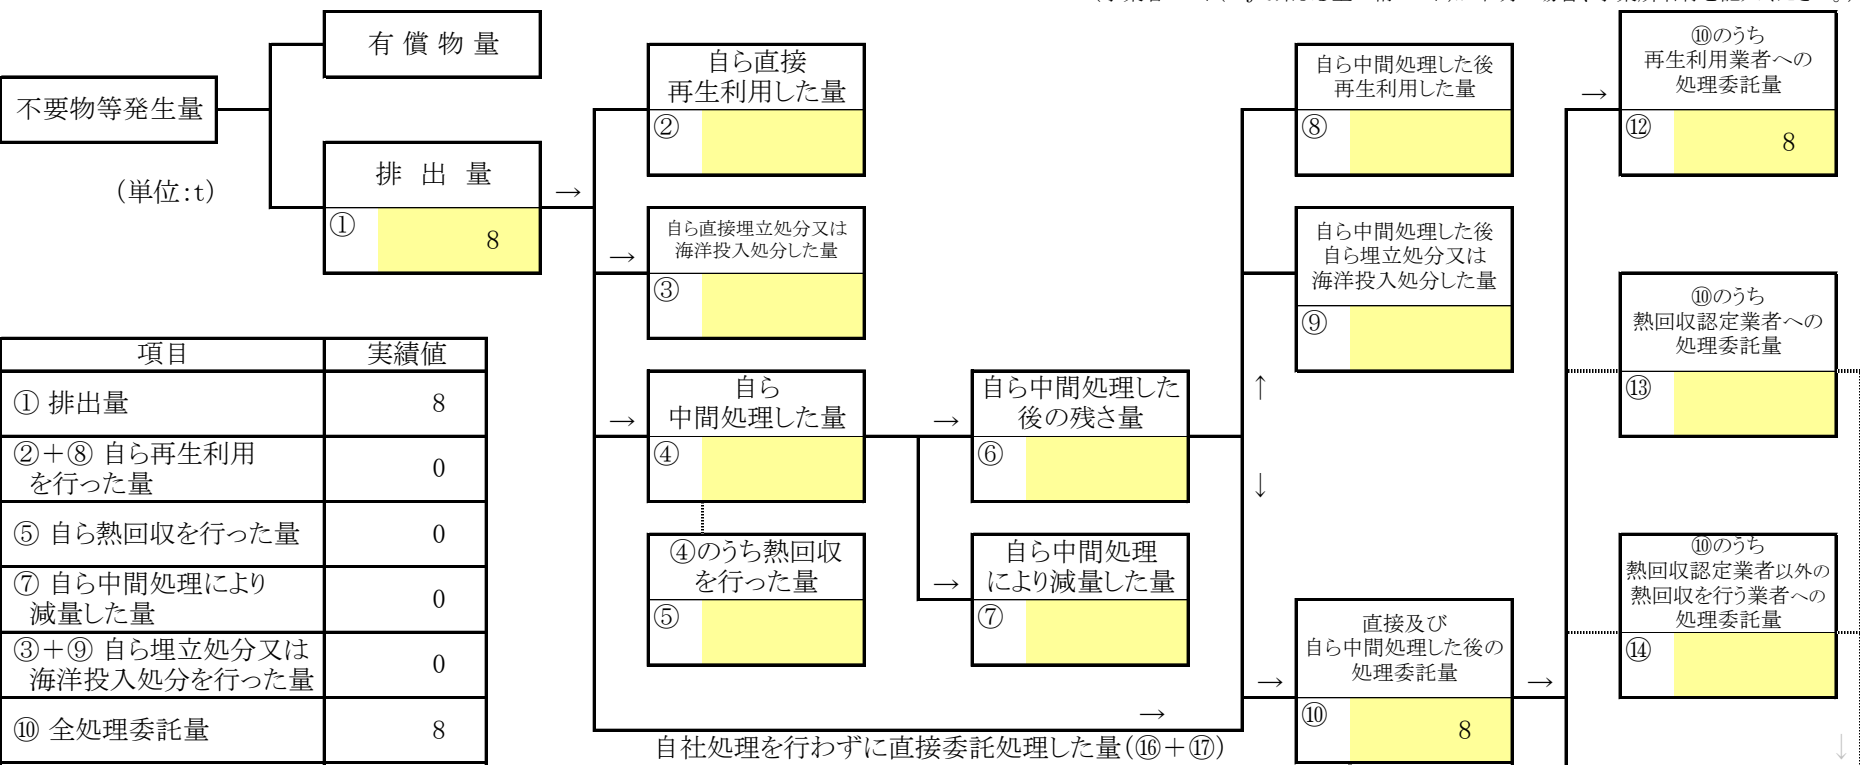 有償物量
不要物等発生量
(単位:t)
排出量
①
8
→
自ら直接
再生利用した量
②
→
自ら直接埋立処分又は
海洋投入処分した量
③
→
自ら
中間処理した量
④
④のうち熱回収
を行った量
⑤
→
自ら中間処理した
後の残さ量
⑥
→
自ら中間処理
により減量した量
⑦
自ら中間処理した後
再生利用した量
⑧
自ら中間処理した後
自ら埋立処分又は
海洋投入処分した量
⑨
↑
↓
→
直接及び
自ら中間処理した後の
処理委託量
⑩
8
→
自社処理を行わずに直接委託処理した量(⑯+⑰)
→
→
⑩のうち
再生利用業者への
処理委託量
⑫
8
⑩のうち
熱回収認定業者への
処理委託量
⑬
⑩のうち
熱回収認定業者以外の
熱回収を行う業者への
処理委託量
⑭
↓
項目 実績値
① 排出量 8
②+⑧ 自ら再生利用
を行った量 0
⑤ 自ら熱回収を行った量 0
⑦ 自ら中間処理により
減量した量 0
③+⑨ 自ら埋立処分又は
海洋投入処分を行った量 0
⑩ 全処理委託量 8